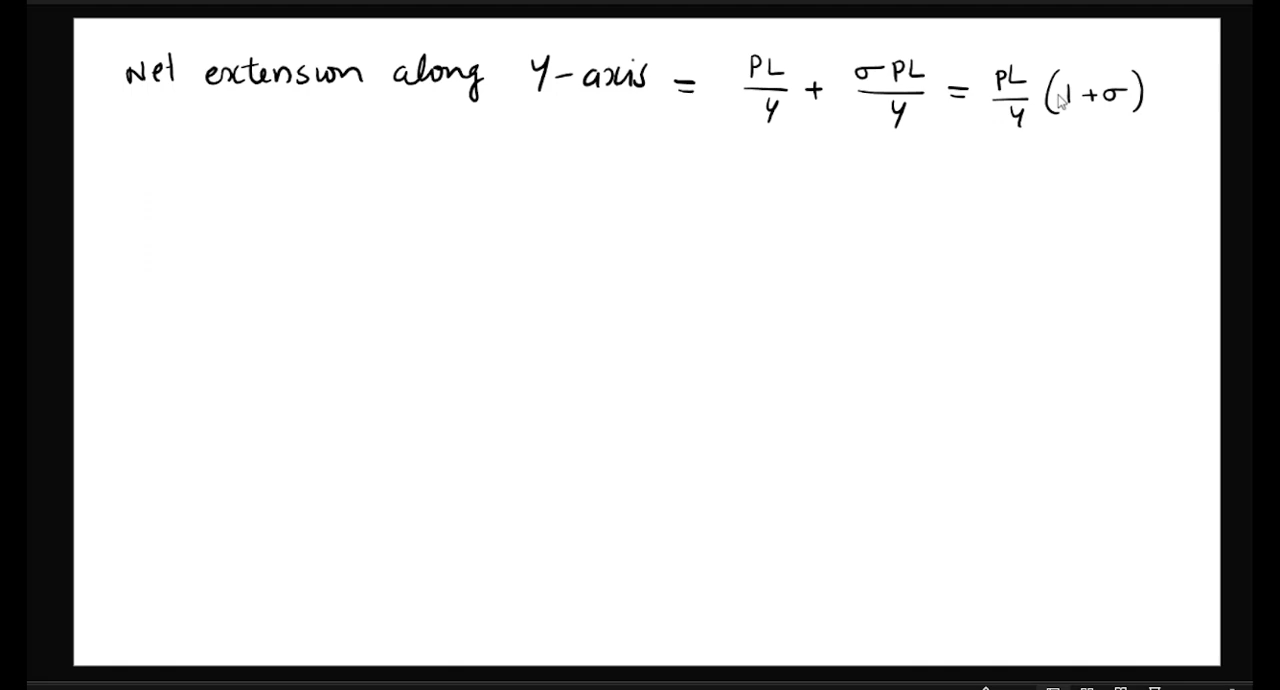 Net extension along Y-axis = PL/Y + σPL/Y = PL/Y (1+σ)